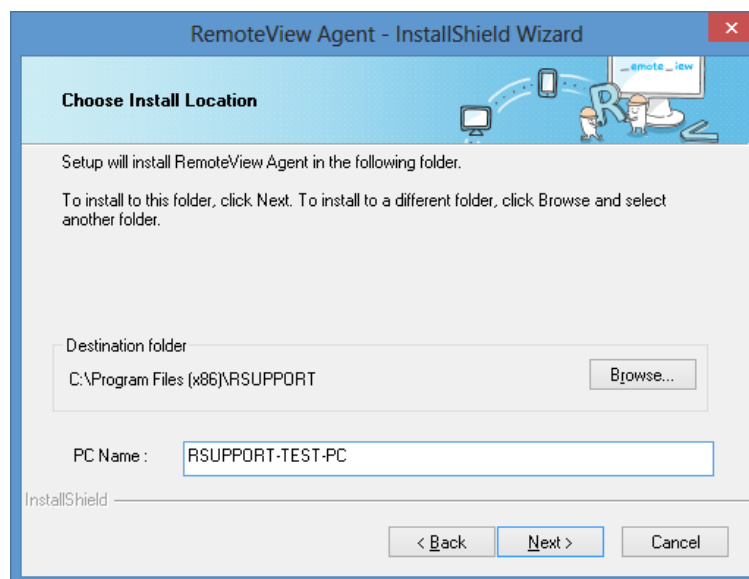 RemoteView Agent - InstallShield Wizard
_emote_iew
Choose Install Location
Setup will install RemoteView Agent in the following folder.
To install to this folder, click Next. To install to a different folder, click Browse and select
another folder.
Destination folder
C:\Program Files (x86)\RSUPPORT
Browse...
PC Name :
RSUPPORT-TEST-PC
InstallShield
< Back
Next >
Cancel